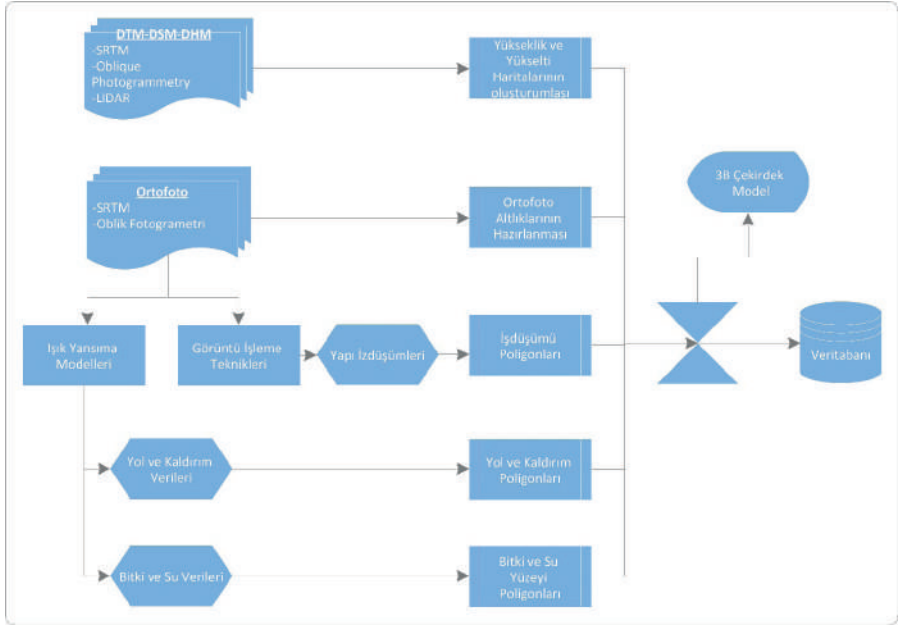 DTM-DSM-DHM
-SRTM
-Oblique
Photogrammetry
-LIDAR
Yükseklik ve
Yükselti
Haritalarının
oluşturumlası
3B Çekirdek
Model
Ortofoto
-SRTM
-Oblik Fotogrametri
Ortofoto
Altlıklarının
Hazırlanması
Işık Yansıma
Modelleri
Görüntü İşleme
Teknikleri
Yapı İzdüşümleri
İşdüşümü
Poligonları
Veritabanı
Yol ve Kaldırım
Verileri
Yol ve Kaldırım
Poligonları
Bitki ve Su Verileri
Bitki ve Su
Yüzeyi
Poligonları